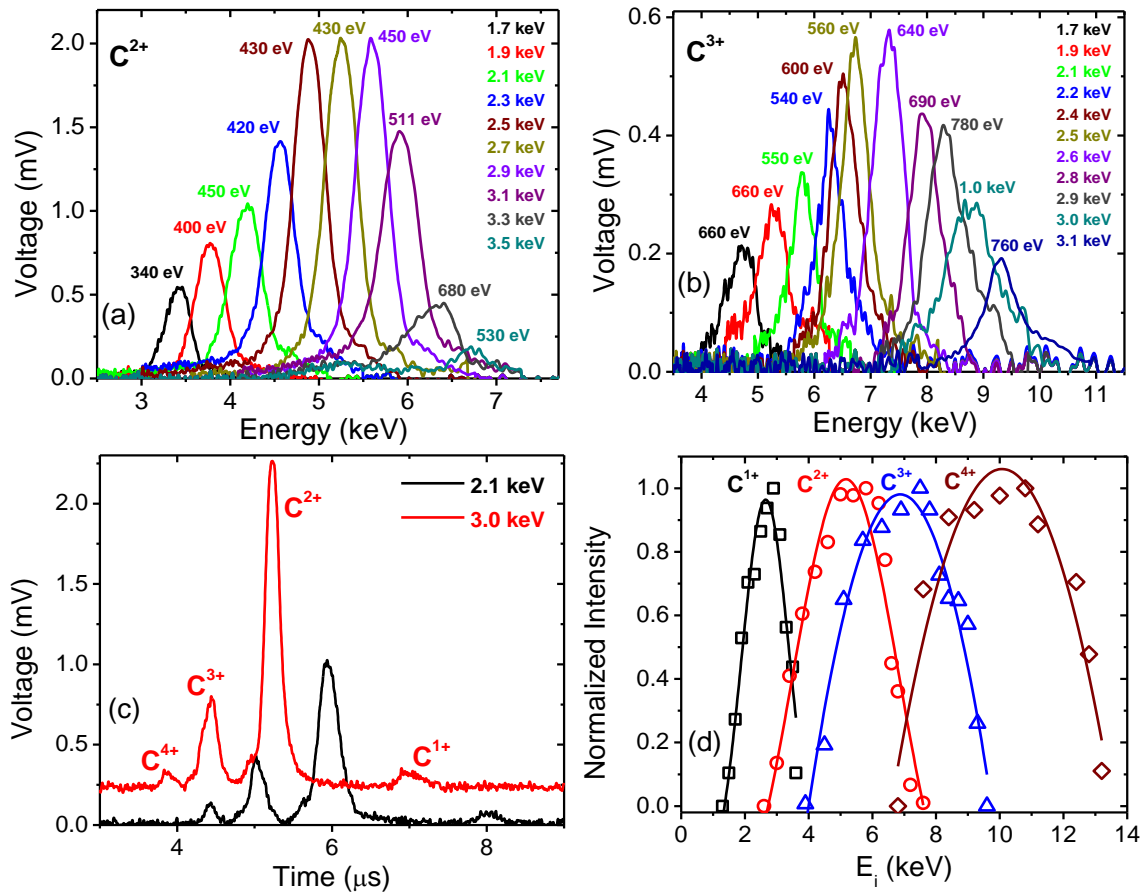 C2+
340 eV
400 eV
450 eV
420 eV
430 eV
430 eV
450 eV
511 eV
680 eV
530 eV
1.7 keV
1.9 keV
2.1 keV
2.3 keV
2.5 keV
2.7 keV
2.9 keV
3.1 keV
3.3 keV
3.5 keV
(a)
Voltage (mV)
0.0
0.5
1.0
1.5
2.0
3 4 5 6 7
Energy (keV)
C3+
660 eV
660 eV
550 eV
540 eV
600 eV
560 eV
640 eV
690 eV
780 eV
1.0 keV
760 eV
1.7 keV
1.9 keV
2.1 keV
2.2 keV
2.4 keV
2.5 keV
2.6 keV
2.8 keV
2.9 keV
3.0 keV
3.1 keV
(b)
Voltage (mV)
0.0
0.2
0.4
0.6
4 5 6 7 8 9 10 11
Energy (keV)
C2+
2.1 keV
3.0 keV
C3+
C4+
C1+
(c)
Voltage (mV)
0.0
0.5
1.0
1.5
2.0
4 6 8
Time (μs)
C1+ C2+ C3+ C4+
(d)
Normalized Intensity
0.0
0.2
0.4
0.6
0.8
1.0
0 2 4 6 8 10 12 14
Ei (keV)